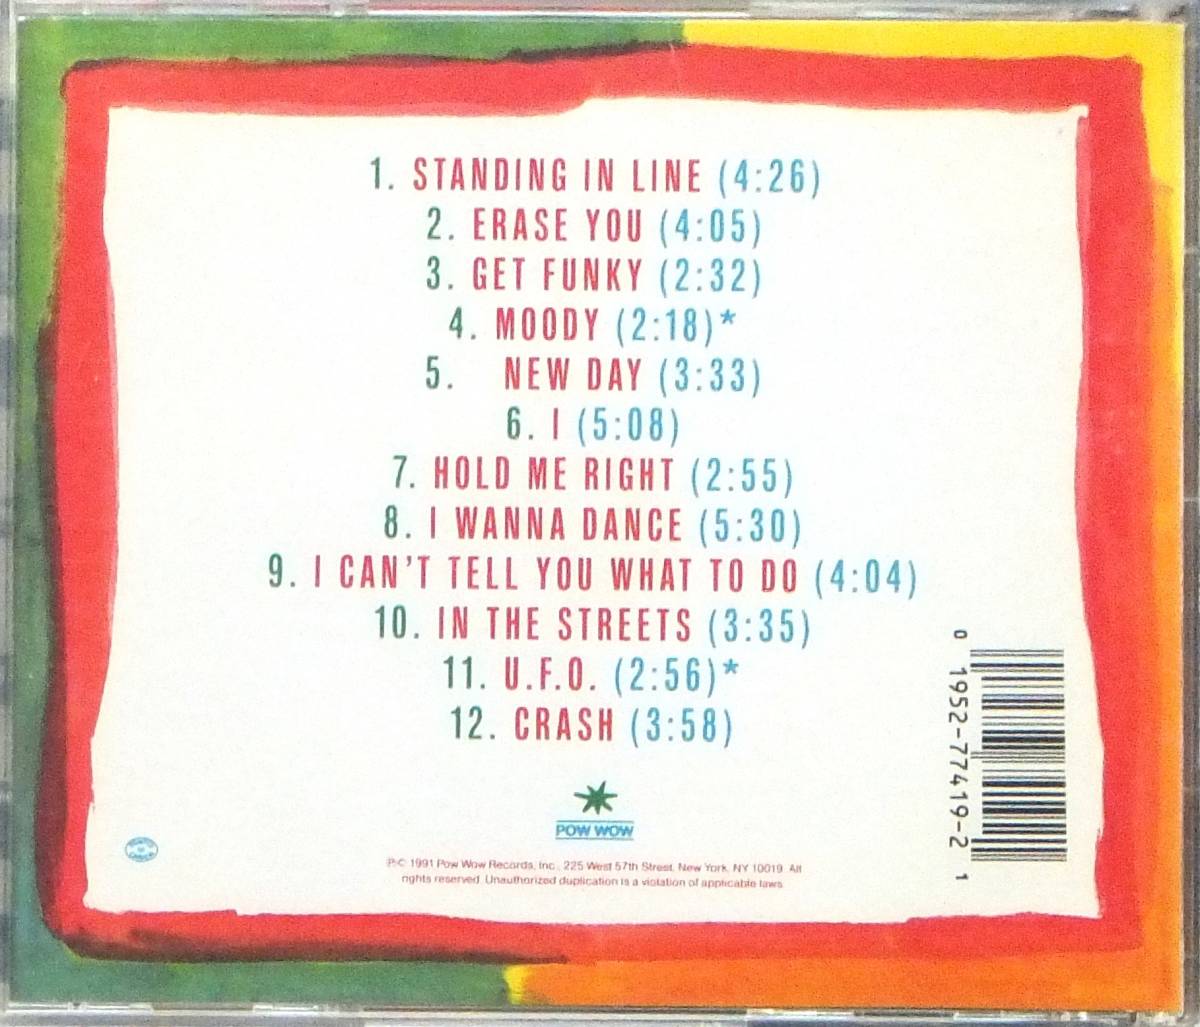 1. STANDING IN LINE (4:26)
2. ERASE YOU (4:05)
3. GET FUNKY (2:32)
4. MOODY (2:18)*
5. NEW DAY (3:33)
6. I (5:08)
7. HOLD ME RIGHT (2:55)
8. I WANNA DANCE (5:30)
9. I CAN'T TELL YOU WHAT TO DO (4:04)
10. IN THE STREETS (3:35)
11. U.F.O. (2:56)*
12. CRASH (3:58)
0 1952-77419-2 1
POW WOW
P.C 1991 Pow Wow Records, Inc., 225 West 57th Street, New York, NY 10019. All
rights reserved. Unauthorized duplication is a violation of applicable laws.